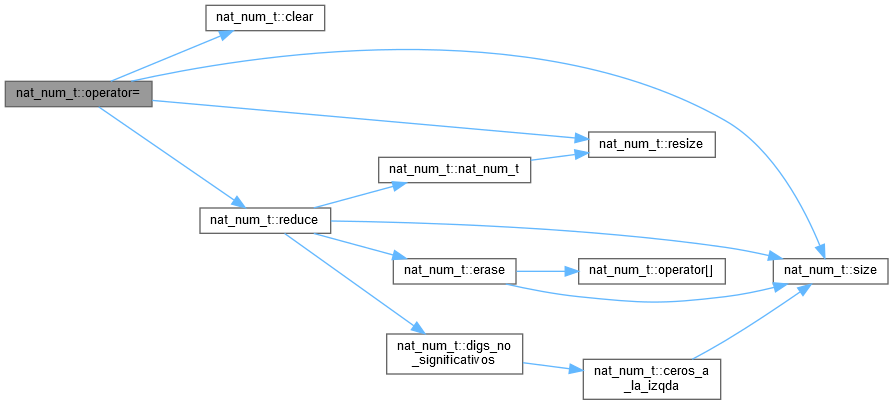 nat_num_t::clear
nat_num_t::operator=
nat_num_t::resize
nat_num_t::nat_num_t
nat_num_t::reduce
nat_num_t::erase
nat_num_t::operator[]
nat_num_t::size
nat_num_t::digs_no
_significativos
nat_num_t::ceros_a
_la_izqda